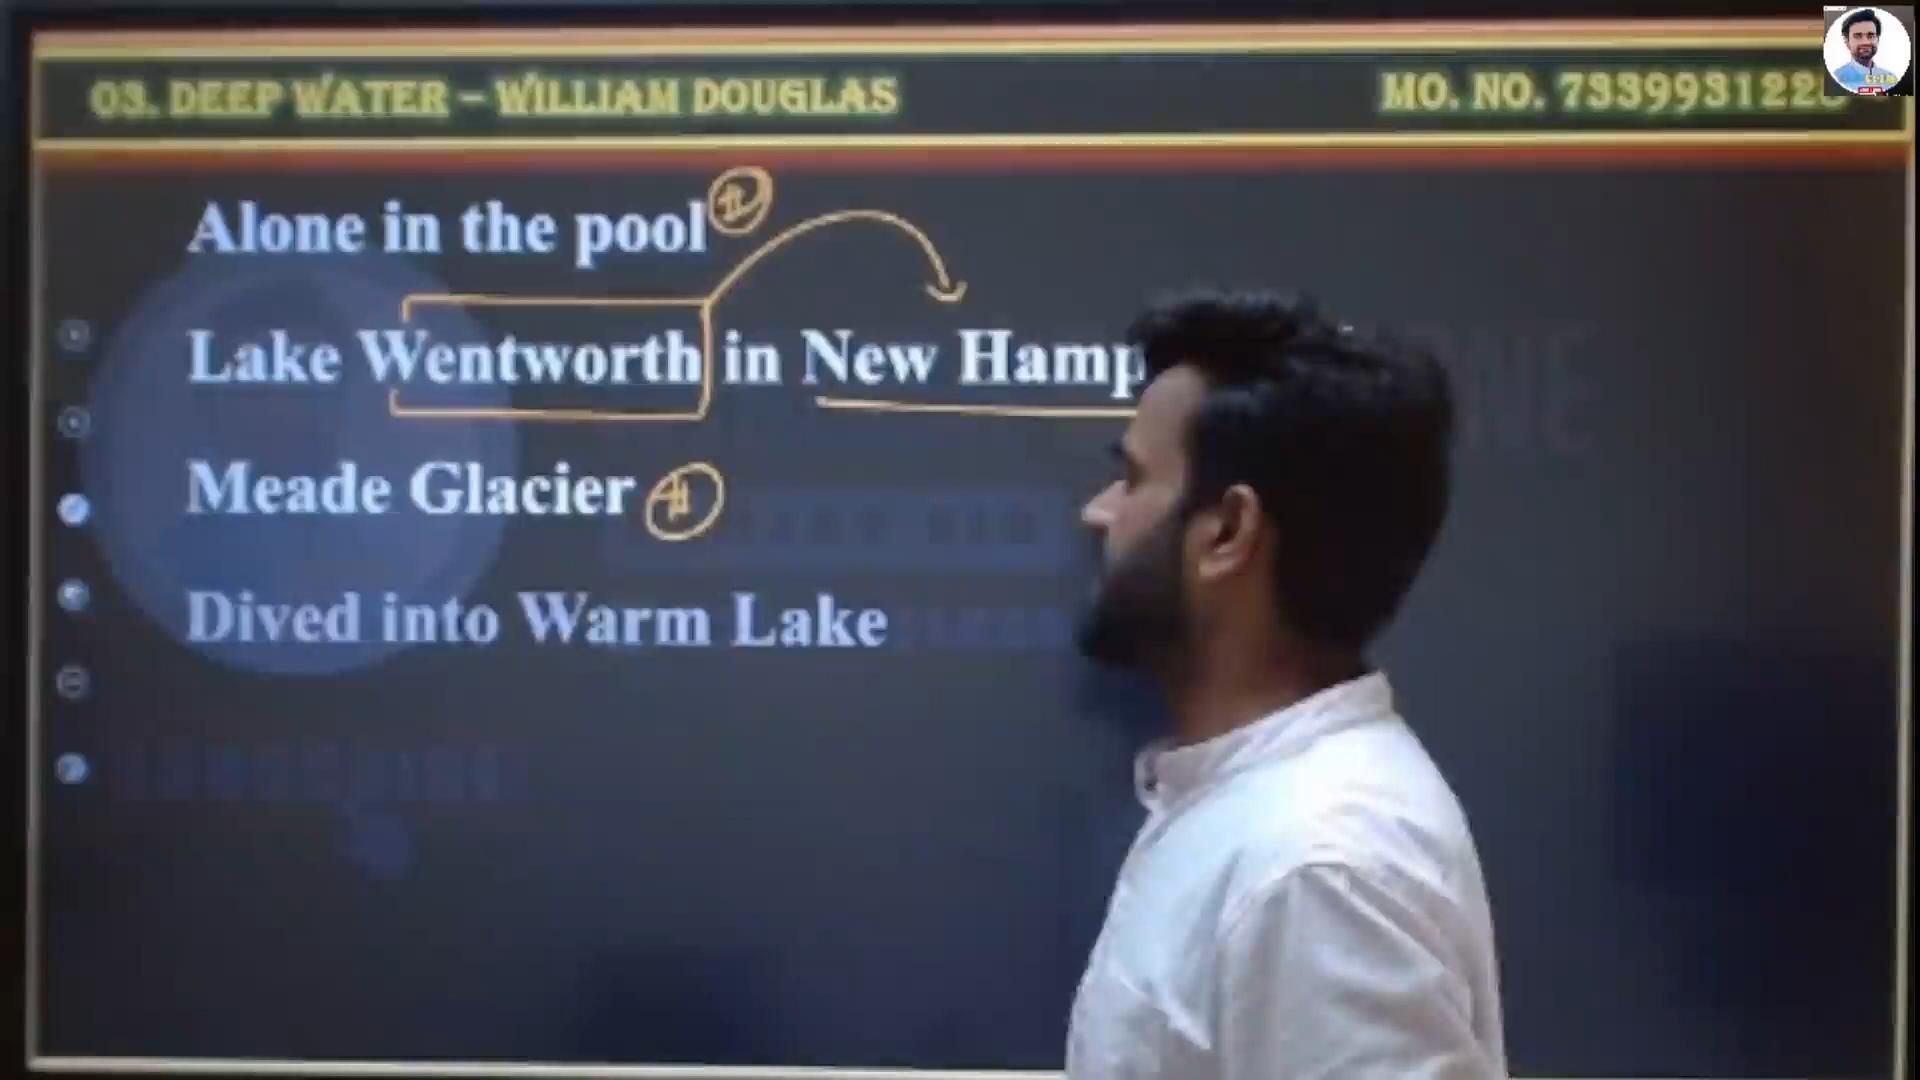 03. DEEP WATER – WILLIAM DOUGLAS
MO. NO. 7339931228
Alone in the pool
Lake Wentworth in New Hamp
Meade Glacier
Dived into Warm Lake